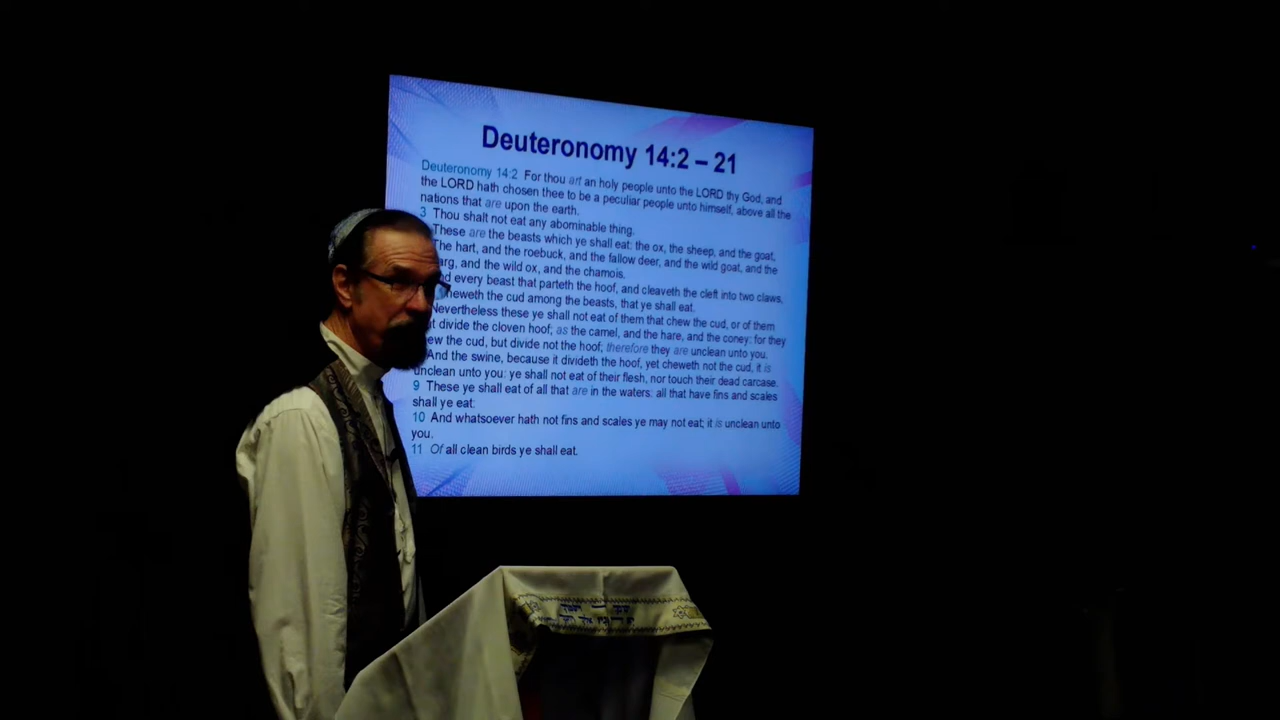 Deuteronomy 14:2 – 21
Deuteronomy 14:2 For thou art an holy people unto the LORD thy God, and
the LORD hath chosen thee to be a peculiar people unto himself, above all the
nations that are upon the earth.
3 Thou shalt not eat any abominable thing.
These are the beasts which ye shall eat: the ox, the sheep, and the goat,
The hart, and the roebuck, and the fallow deer, and the wild goat, and the
arg, and the wild ox, and the chamois.
d every beast that parteth the hoof, and cleaveth the cleft into two claws,
heweth the cud among the beasts, that ye shall eat.
Nevertheless these ye shall not eat of them that chew the cud, or of them
t divide the cloven hoof; as the camel, and the hare, and the coney: for they
ew the cud, but divide not the hoof; therefore they are unclean unto you.
And the swine, because it divideth the hoof, yet cheweth not the cud, it is
unclean unto you: ye shall not eat of their flesh, nor touch their dead carcase.
9 These ye shall eat of all that are in the waters: all that have fins and scales
shall ye eat:
10 And whatsoever hath not fins and scales ye may not eat; it is unclean unto
you.
11 Of all clean birds ye shall eat.